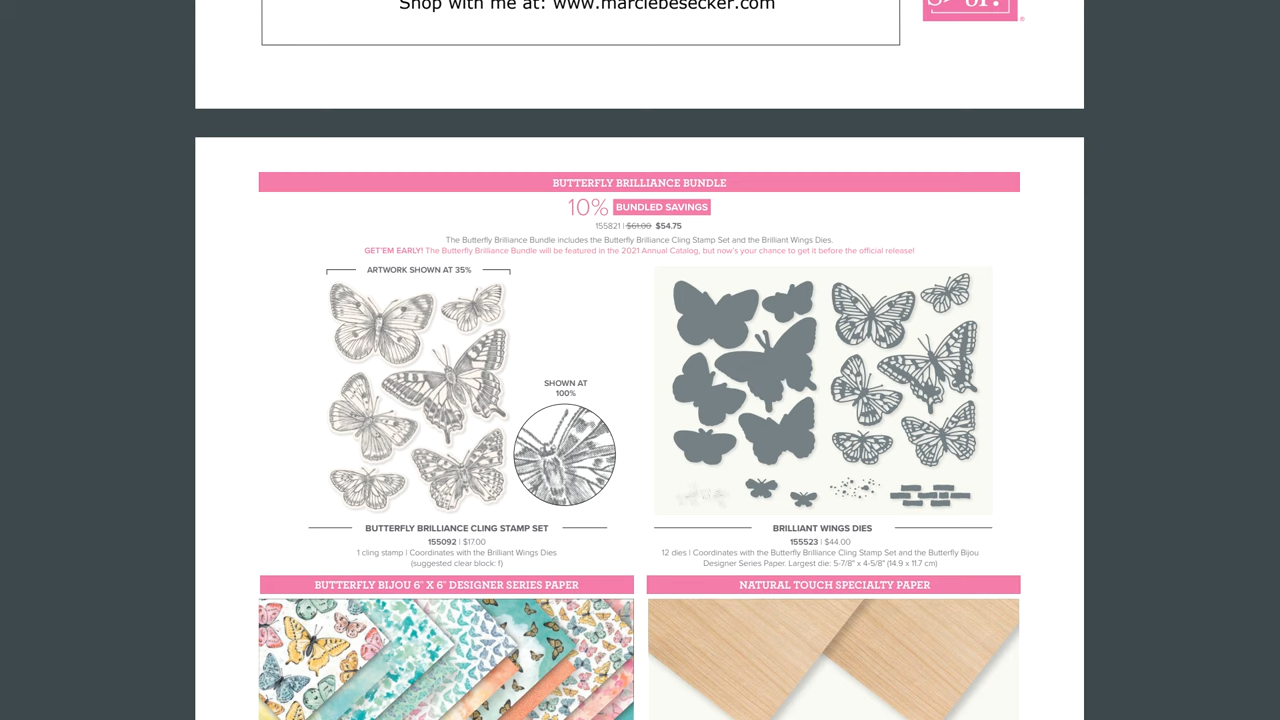 Shop with me at: www.marciebesecker.com
®
BUTTERFLY BRILLIANCE BUNDLE
10% BUNDLED SAVINGS
155821 | $61.00 $54.75
The Butterfly Brilliance Bundle includes the Butterfly Brilliance Cling Stamp Set and the Brilliant Wings Dies.
GET'EM EARLY! The Butterfly Brilliance Bundle will be featured in the 2021 Annual Catalog, but now's your chance to get it before the official release!
ARTWORK SHOWN AT 35%
SHOWN AT
100%
BUTTERFLY BRILLIANCE CLING STAMP SET
155092 | $17.00
1 cling stamp | Coordinates with the Brilliant Wings Dies
(suggested clear block: f)
BRILLIANT WINGS DIES
155523 | $44.00
12 dies | Coordinates with the Butterfly Brilliance Cling Stamp Set and the Butterfly Bijou
Designer Series Paper. Largest die: 5-7/8" x 4-5/8" (14.9 x 11.7 cm)
BUTTERFLY BIJOU 6" X 6" DESIGNER SERIES PAPER
NATURAL TOUCH SPECIALTY PAPER